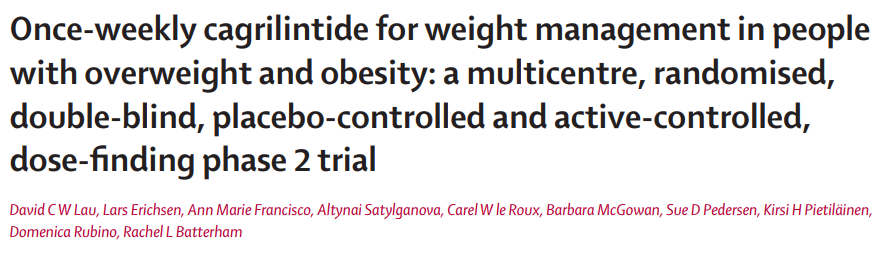 Once-weekly cagrilintide for weight management in people
with overweight and obesity: a multicentre, randomised,
double-blind, placebo-controlled and active-controlled,
dose-finding phase 2 trial
David C W Lau, Lars Erichsen, Ann Marie Francisco, Altynai Satylganova, Carel W le Roux, Barbara McGowan, Sue D Pedersen, Kirsi H Pietiläinen,
Domenica Rubino, Rachel L Batterham